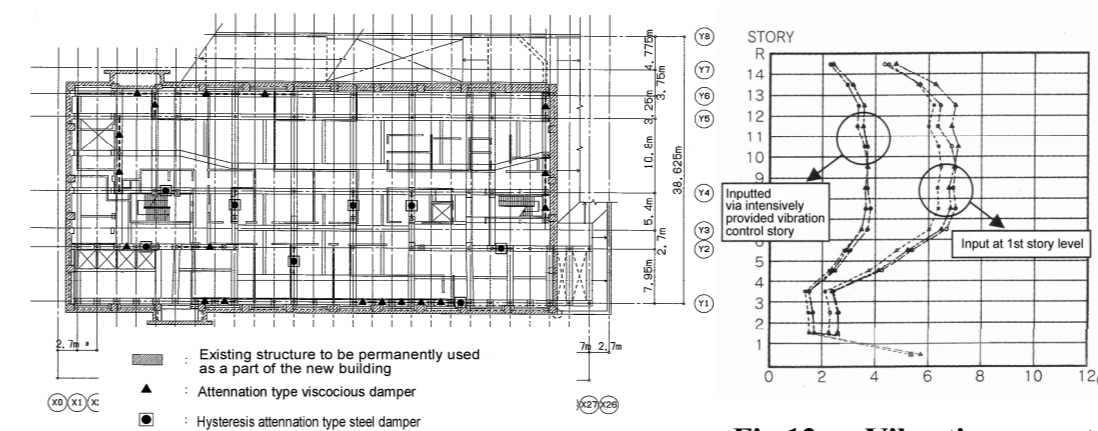 Y8
4.775m
Y7
3.75m
Y6
3.25m
Y5
10.8m
38.625m
Y4
5.4m
Y3
2.7m
Y2
7.95m
Y1
2.7m
7m 2.7m
X0 X1
X27 X26
: Existing structure to be permanently used
as a part of the new building
: Attennation type viscocious damper
: Hysteresis attennation type steel damper
STORY
R
14
13
12
11
10
9
8
6
5
4
3
2
1
0 2 4 6 8 10 12
Inputted
via intensively
provided vibration
control story
Input at 1st story level